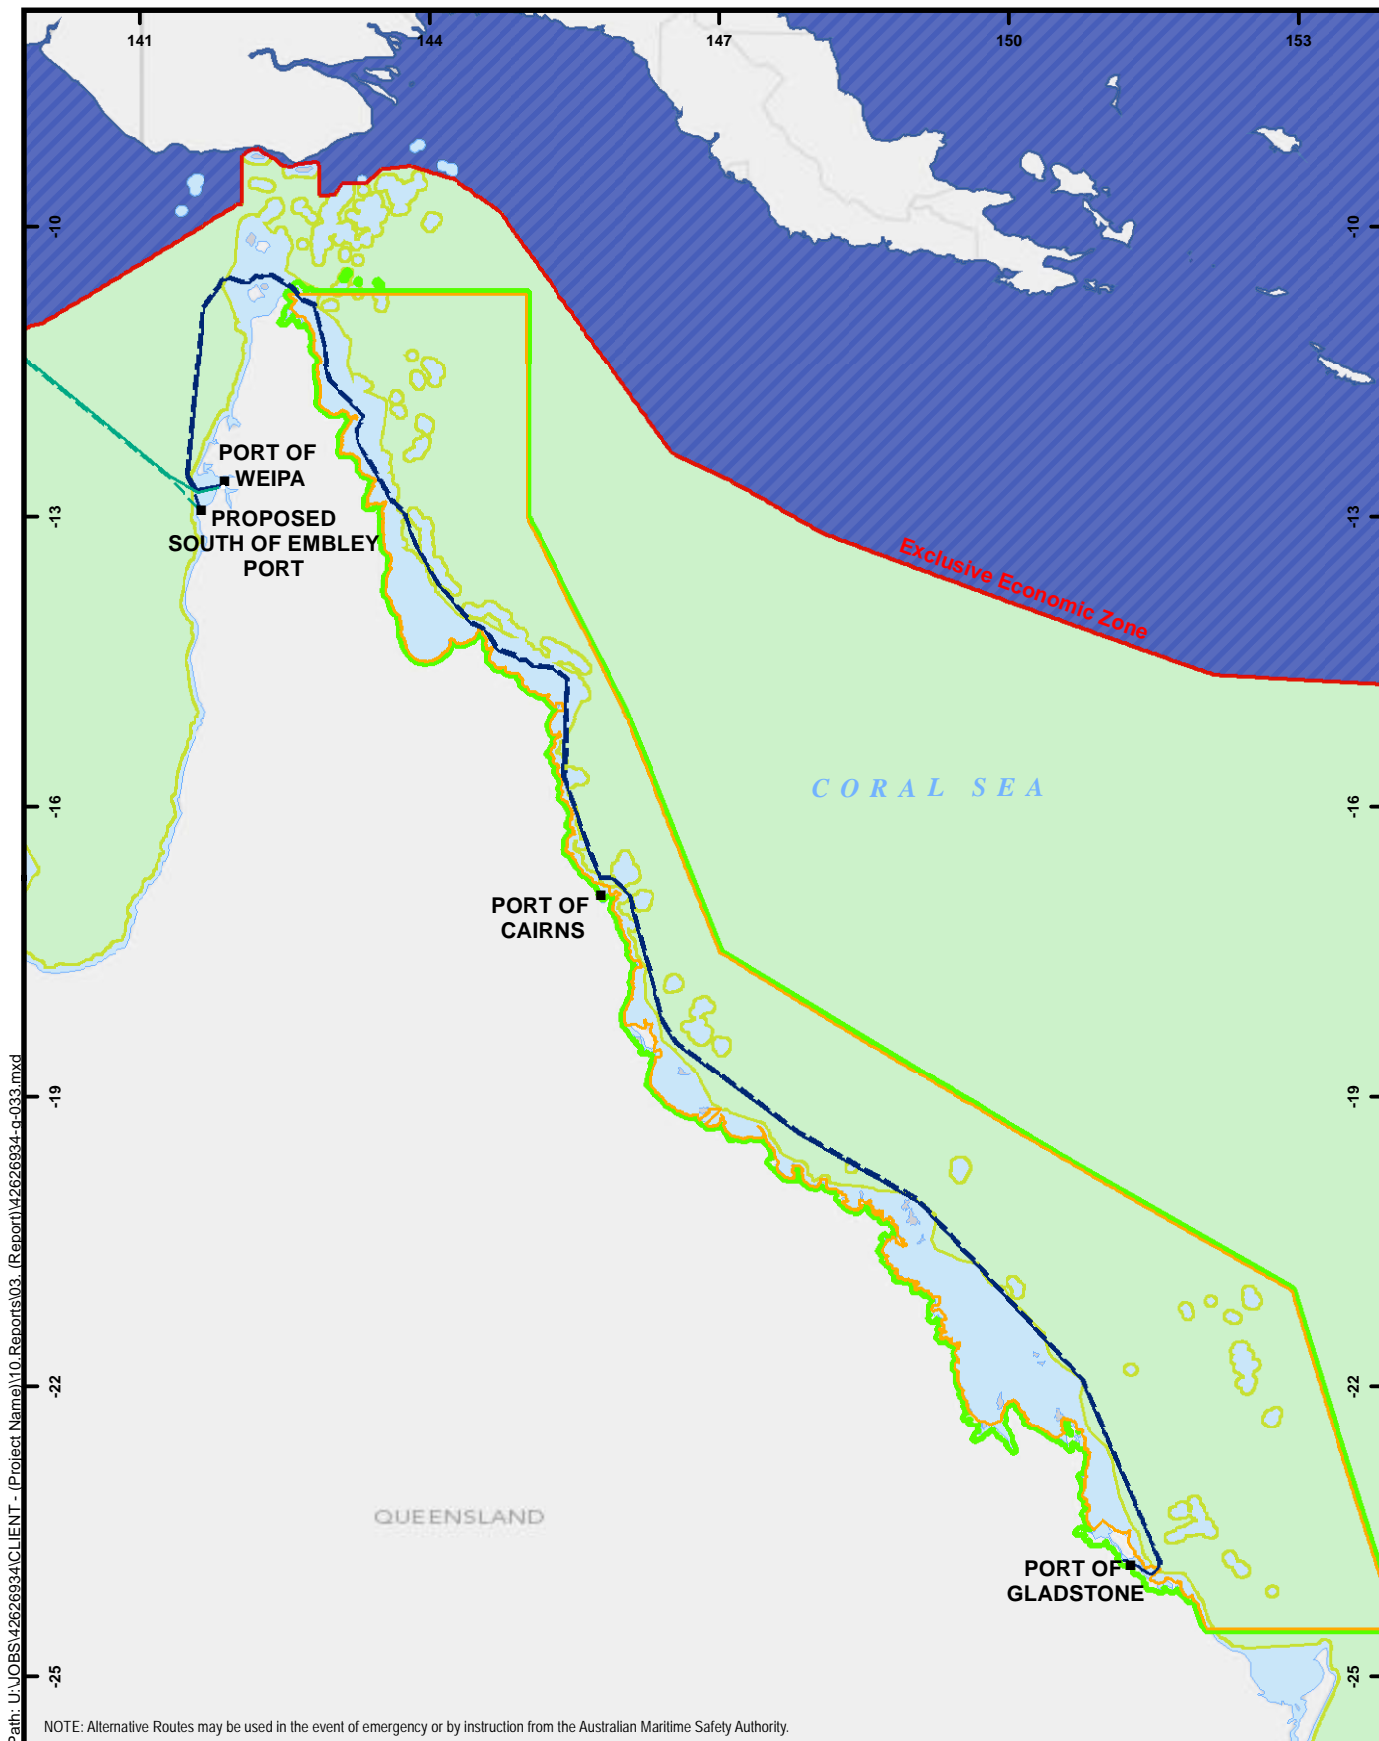 141
144
147
150
153
-10
-10
PORT OF
WEIPA
PROPOSED
SOUTH OF EMBLEY
PORT
-13
-13
Exclusive Economic Zone
CORAL SEA
-16
-16
PORT OF
CAIRNS
-19
-19
-22
-22
QUEENSLAND
PORT OF
GLADSTONE
-25
-25
NOTE: Alternative Routes may be used in the event of emergency or by instruction from the Australian Maritime Safety Authority.
Path: U:\JOBS\42626934\CLIENT - (Project Name)\10.Reports\03. (Report)\42626934-g-033.mxd